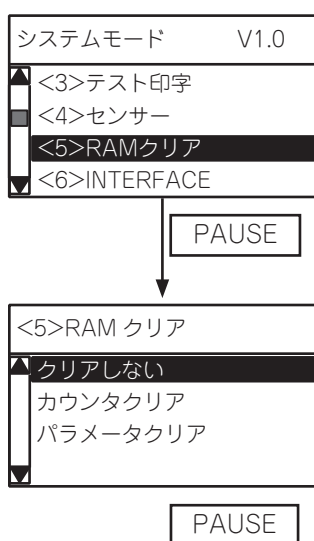 システムモード V1.0
<3>テスト印字
<4>センサー
<5>RAMクリア
<6>INTERFACE
PAUSE
<5>RAM クリア
クリアしない
カウンタクリア
パラメータクリア
PAUSE